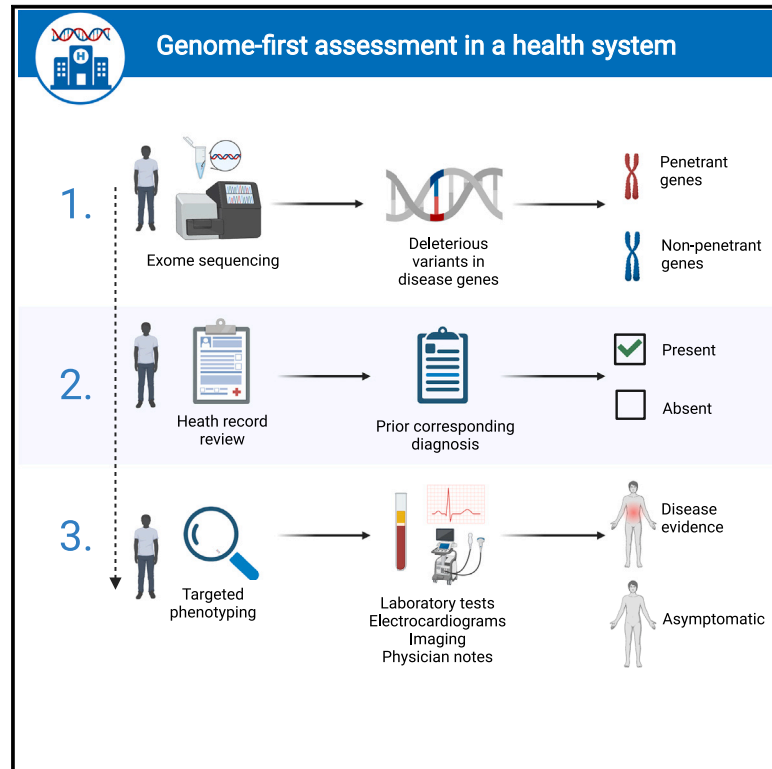 H
Genome-first assessment in a health system
1.
Exome sequencing
Deleterious
variants in
disease genes
Penetrant
genes
Non-penetrant
genes
2.
Heath record
review
Prior corresponding
diagnosis
Present
Absent
3.
Targeted
phenotyping
Laboratory tests
Electrocardiograms
Imaging
Physician notes
Disease
evidence
Asymptomatic